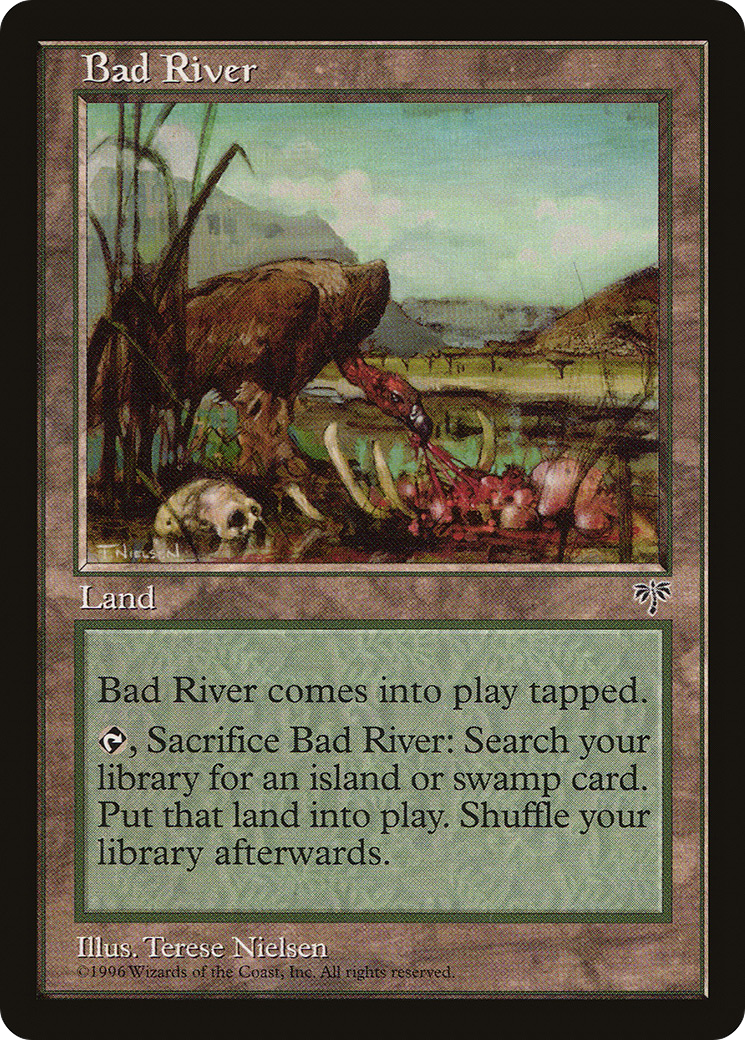 Bad River
T. NIELSEN
Land
Bad River comes into play tapped.
, Sacrifice Bad River: Search your
library for an island or swamp card.
Put that land into play. Shuffle your
library afterwards.
Illus. Terese Nielsen
©1996 Wizards of the Coast, Inc. All rights reserved.